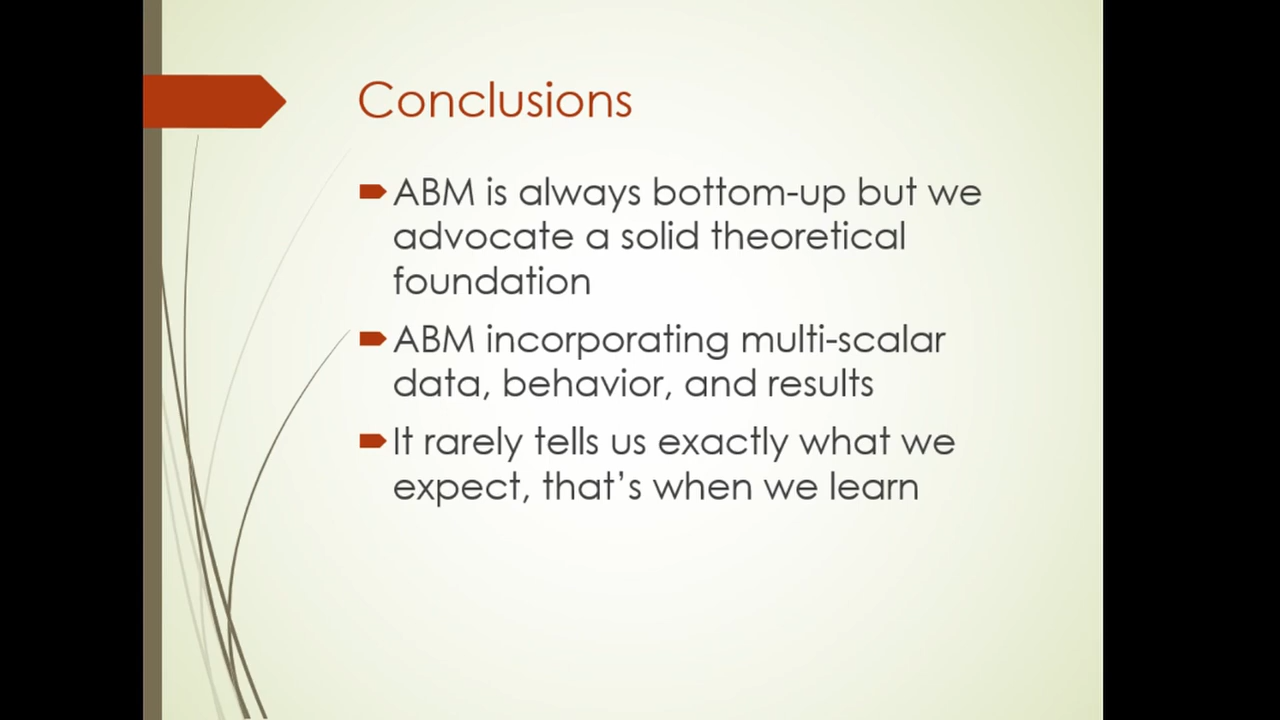 Conclusions
ABM is always bottom-up but we
advocate a solid theoretical
foundation
ABM incorporating multi-scalar
data, behavior, and results
It rarely tells us exactly what we
expect, that’s when we learn